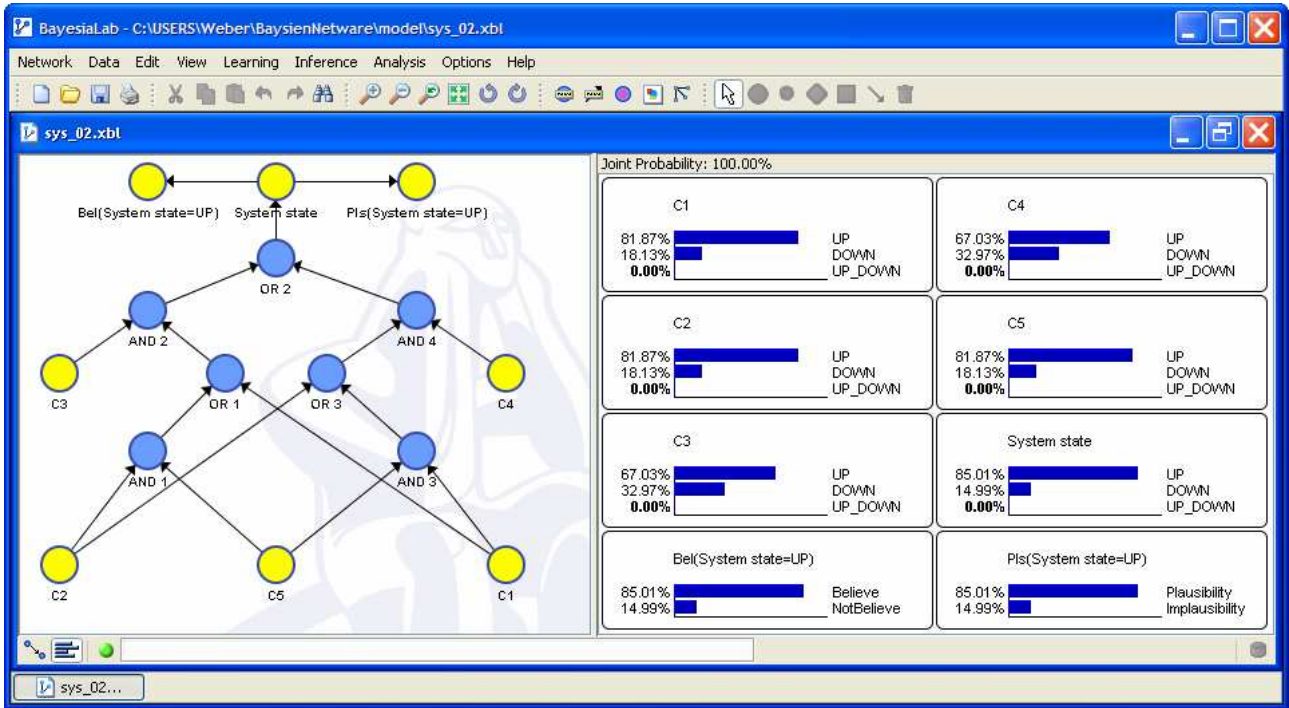 BayesiaLab - C:\USERS\Weber\BaysienNetware\model\sys_02.xbl
Network Data Edit View Learning Inference Analysis Options Help
sys_02.xbl
Bel(System state=UP) System state Pls(System state=UP)
OR 2
AND 2 AND 4
C3 OR 1 OR 3 C4
AND 1 AND 3
C2 C5 C1
Joint Probability: 100.00%
C1
81.87% UP
18.13% DOWN
0.00% UP_DOWN
C4
67.03% UP
32.97% DOWN
0.00% UP_DOWN
C2
81.87% UP
18.13% DOWN
0.00% UP_DOWN
C5
81.87% UP
18.13% DOWN
0.00% UP_DOWN
C3
67.03% UP
32.97% DOWN
0.00% UP_DOWN
System state
85.01% UP
14.99% DOWN
0.00% UP_DOWN
Bel(System state=UP)
85.01% Believe
14.99% NotBelieve
Pls(System state=UP)
85.01% Plausibility
14.99% Implausibility
sys_02...